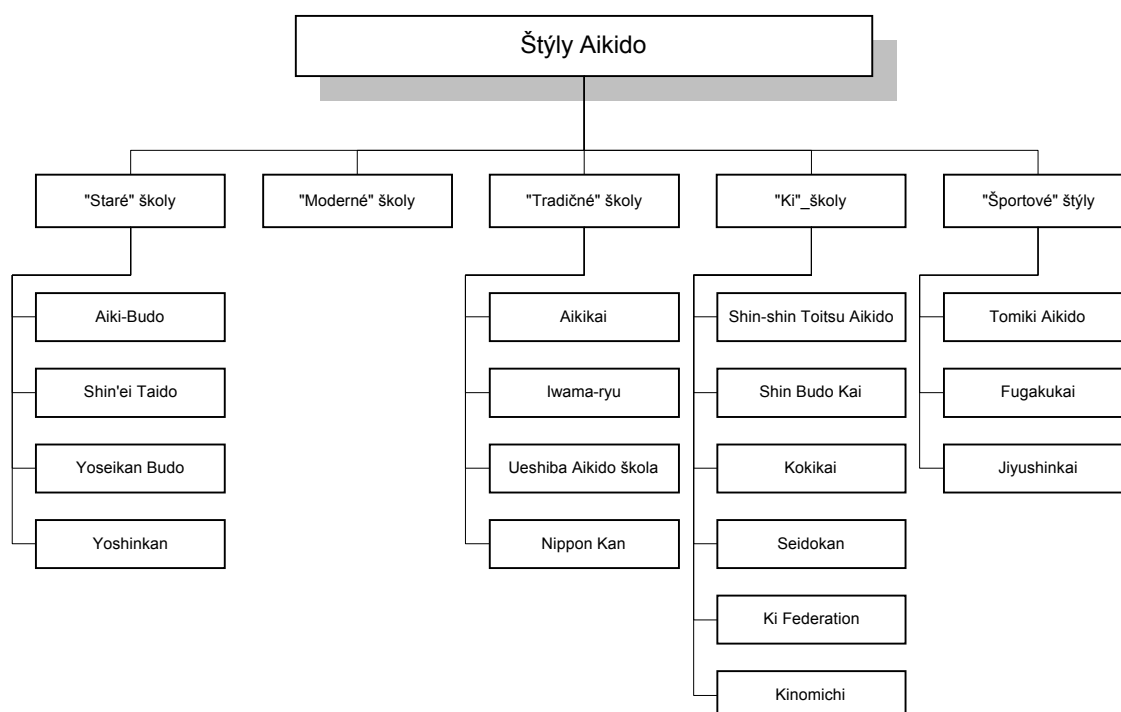 Štýly Aikido
"Staré" školy
"Moderné" školy
"Tradičné" školy
"Ki"_školy
"Športové" štýly
Aiki-Budo
Shin'ei Taido
Yoseikan Budo
Yoshinkan
Aikikai
Iwama-ryu
Ueshiba Aikido škola
Nippon Kan
Shin-shin Toitsu Aikido
Shin Budo Kai
Kokikai
Seidokan
Ki Federation
Kinomichi
Tomiki Aikido
Fugakukai
Jiyushinkai